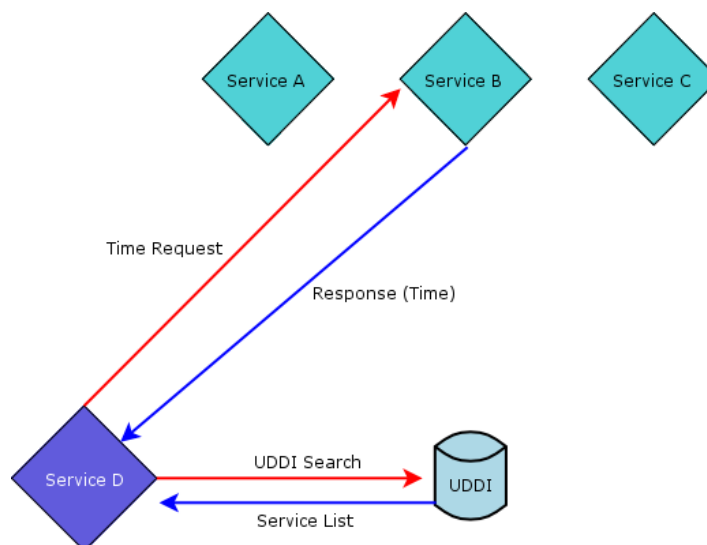 Service A
Service B
Service C
Time Request
Response (Time)
UDDI Search
Service D
UDDI
Service List